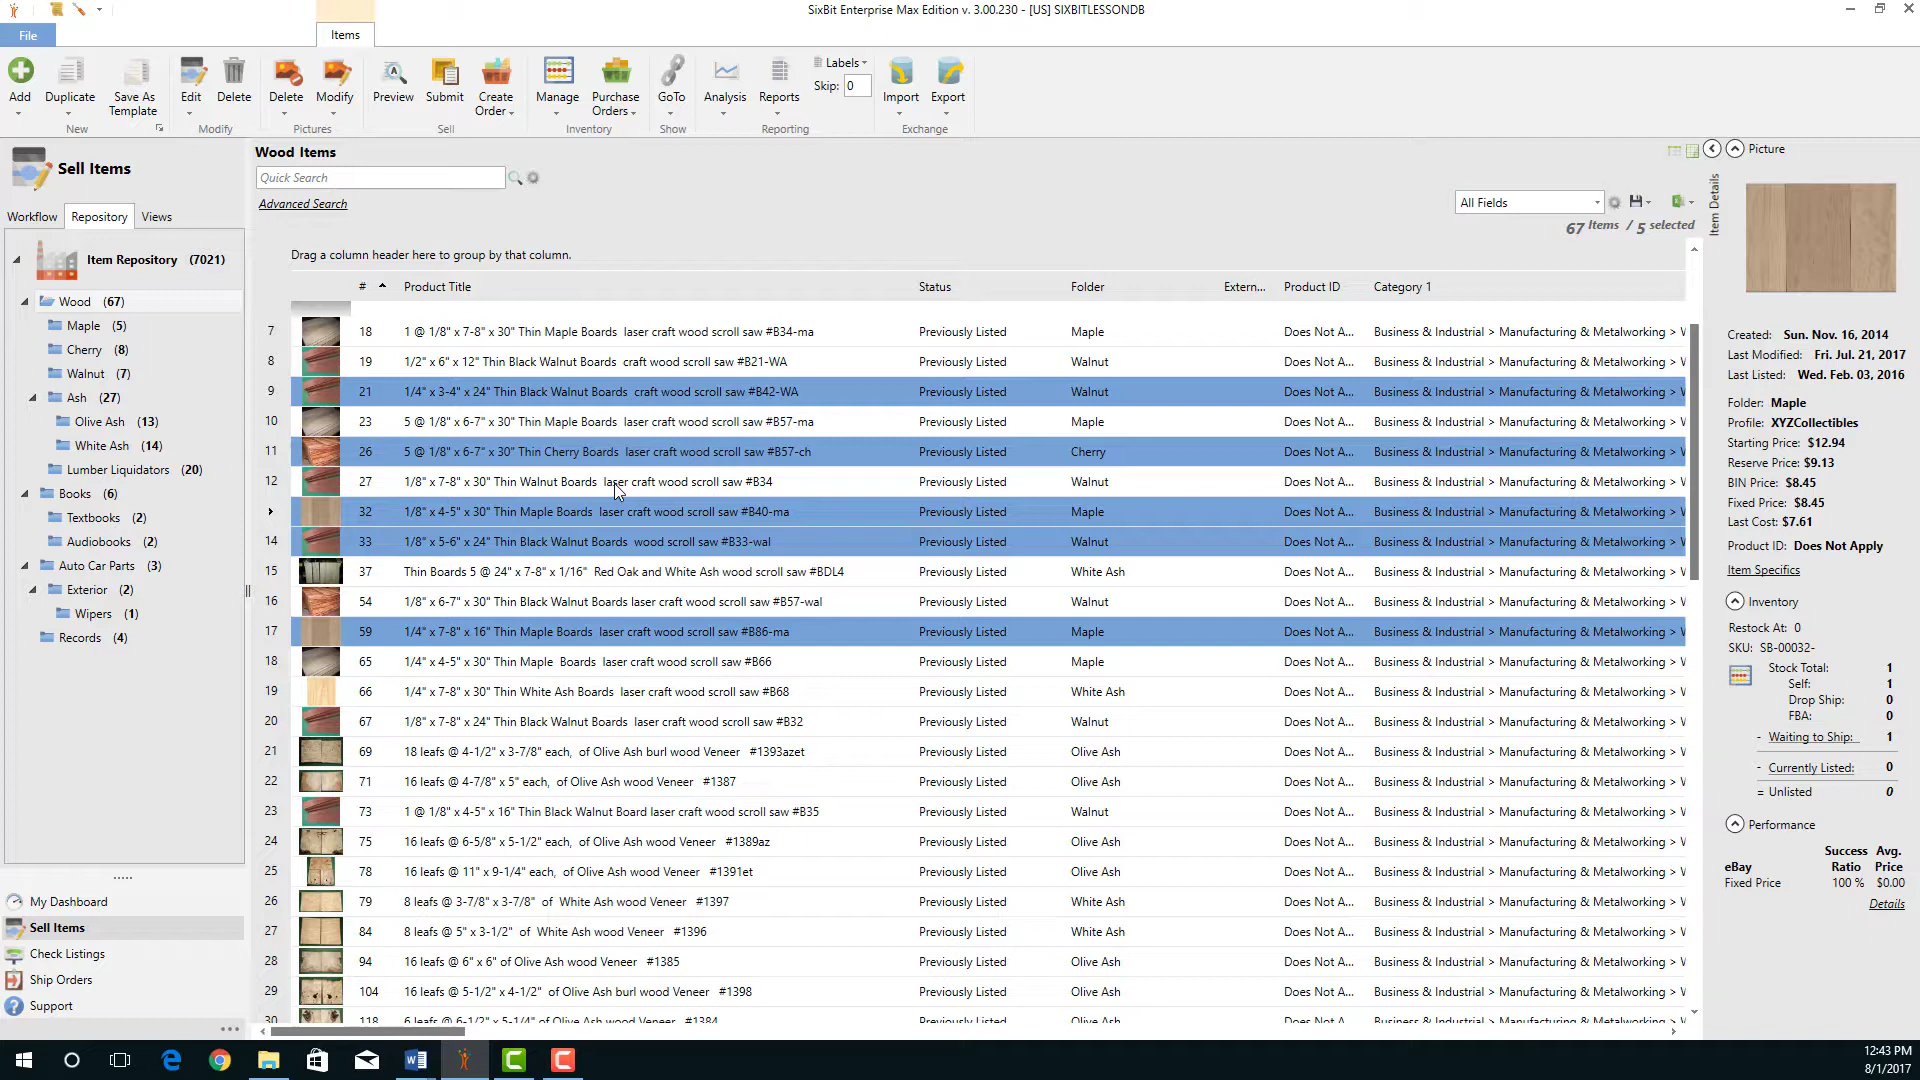 SixBit Enterprise Max Edition v. 3.00.230 - [US] SIXBITLESSONDB
File
Items
Add
Duplicate
Save As Template
Edit
Delete
Delete
Modify
Preview
Submit
Create Order
Manage
Purchase Orders
GoTo
Analysis
Reports
Labels
Skip: 0
Import
Export
New
Modify
Pictures
Sell
Inventory
Show
Reporting
Exchange
Sell Items
Workflow Repository Views
Item Repository (7021)
Wood (67)
Maple (5)
Cherry (8)
Walnut (7)
Ash (27)
Olive Ash (13)
White Ash (14)
Lumber Liquidators (20)
Books (6)
Textbooks (2)
Audiobooks (2)
Auto Car Parts (3)
Exterior (2)
Wipers (1)
Records (4)
My Dashboard
Sell Items
Check Listings
Ship Orders
Support
Wood Items
Quick Search
Advanced Search
All Fields
67 Items / 5 selected
Drag a column header here to group by that column.
# Product Title Status Folder Extern... Product ID Category 1
7 18 1 @ 1/8" x 7-8" x 30" Thin Maple Boards laser craft wood scroll saw #B34-ma Previously Listed Maple Does Not A... Business & Industrial > Manufacturing & Metalworking > W
8 19 1/2" x 6" x 12" Thin Black Walnut Boards craft wood scroll saw #B21-WA Previously Listed Walnut Does Not A... Business & Industrial > Manufacturing & Metalworking > W
9 21 1/4" x 3-4" x 24" Thin Black Walnut Boards craft wood scroll saw #B42-WA Previously Listed Walnut Does Not A... Business & Industrial > Manufacturing & Metalworking > W
10 23 5 @ 1/8" x 6-7" x 30" Thin Maple Boards laser craft wood scroll saw #B57-ma Previously Listed Maple Does Not A... Business & Industrial > Manufacturing & Metalworking > W
11 26 5 @ 1/8" x 6-7" x 30" Thin Cherry Boards laser craft wood scroll saw #B57-ch Previously Listed Cherry Does Not A... Business & Industrial > Manufacturing & Metalworking > W
12 27 1/8" x 7-8" x 30" Thin Walnut Boards laser craft wood scroll saw #B34 Previously Listed Walnut Does Not A... Business & Industrial > Manufacturing & Metalworking > W
32 1/8" x 4-5" x 30" Thin Maple Boards laser craft wood scroll saw #B40-ma Previously Listed Maple Does Not A... Business & Industrial > Manufacturing & Metalworking > W
14 33 1/8" x 5-6" x 24" Thin Black Walnut Boards wood scroll saw #B33-wal Previously Listed Walnut Does Not A... Business & Industrial > Manufacturing & Metalworking > W
15 37 Thin Boards 5 @ 24" x 7-8" x 1/16" Red Oak and White Ash wood scroll saw #BDL4 Previously Listed White Ash Does Not A... Business & Industrial > Manufacturing & Metalworking > W
16 54 1/8" x 6-7" x 30" Thin Black Walnut Boards laser craft wood scroll saw #B57-wal Previously Listed Walnut Does Not A... Business & Industrial > Manufacturing & Metalworking > W
17 59 1/4" x 7-8" x 16" Thin Maple Boards laser craft wood scroll saw #B86-ma Previously Listed Maple Does Not A... Business & Industrial > Manufacturing & Metalworking > W
18 65 1/4" x 4-5" x 30" Thin Maple Boards laser craft wood scroll saw #B66 Previously Listed Maple Does Not A... Business & Industrial > Manufacturing & Metalworking > W
19 66 1/4" x 7-8" x 30" Thin White Ash Boards laser craft wood scroll saw #B68 Previously Listed White Ash Does Not A... Business & Industrial > Manufacturing & Metalworking > W
20 67 1/8" x 7-8" x 24" Thin Black Walnut Boards laser craft wood scroll saw #B32 Previously Listed Walnut Does Not A... Business & Industrial > Manufacturing & Metalworking > W
21 69 18 leafs @ 4-1/2" x 3-7/8" each, of Olive Ash burl wood Veneer #1393azet Previously Listed Olive Ash Does Not A... Business & Industrial > Manufacturing & Metalworking > W
22 71 16 leafs @ 4-7/8" x 5" each, of Olive Ash wood Veneer #1387 Previously Listed Olive Ash Does Not A... Business & Industrial > Manufacturing & Metalworking > W
23 73 1 @ 1/8" x 4-5" x 16" Thin Black Walnut Board laser craft wood scroll saw #B35 Previously Listed Walnut Does Not A... Business & Industrial > Manufacturing & Metalworking > W
24 75 16 leafs @ 6-5/8" x 5-1/2" each, of Olive Ash wood Veneer #1389az Previously Listed Olive Ash Does Not A... Business & Industrial > Manufacturing & Metalworking > W
25 78 16 leafs @ 11" x 9-1/4" each, of Olive Ash wood Veneer #1391et Previously Listed Olive Ash Does Not A... Business & Industrial > Manufacturing & Metalworking > W
26 79 8 leafs @ 3-7/8" x 3-7/8" of White Ash wood Veneer #1397 Previously Listed White Ash Does Not A... Business & Industrial > Manufacturing & Metalworking > W
27 84 8 leafs @ 5" x 3-1/2" of White Ash wood Veneer #1396 Previously Listed White Ash Does Not A... Business & Industrial > Manufacturing & Metalworking > W
28 94 16 leafs @ 6" x 6" of Olive Ash wood Veneer #1385 Previously Listed Olive Ash Does Not A... Business & Industrial > Manufacturing & Metalworking > W
29 104 16 leafs @ 5-1/2" x 4-1/2" of Olive Ash burl wood Veneer #1398 Previously Listed Olive Ash Does Not A... Business & Industrial > Manufacturing & Metalworking > W
30 118 6 leafs @ 6-1/2" x 5-1/4" of Olive Ash burl wood Veneer #1384 Previously Listed Olive Ash Does Not A Business & Industrial > Manufacturing & Metalworking > W
Item Details
Picture
Created: Sun. Nov. 16, 2014
Last Modified: Fri. Jul. 21, 2017
Last Listed: Wed. Feb. 03, 2016
Folder: Maple
Profile: XYZCollectibles
Starting Price: $12.94
Reserve Price: $9.13
BIN Price: $8.45
Fixed Price: $8.45
Last Cost: $7.61
Product ID: Does Not Apply
Item Specifics
Inventory
Restock At: 0
SKU: SB-00032-
Stock Total: 1
Self: 1
Drop Ship: 0
FBA: 0
- Waiting to Ship: 1
- Currently Listed: 0
= Unlisted 0
Performance
Success Avg.
eBay Ratio Price
Fixed Price 100 % $0.00
Details
12:43 PM
8/1/2017